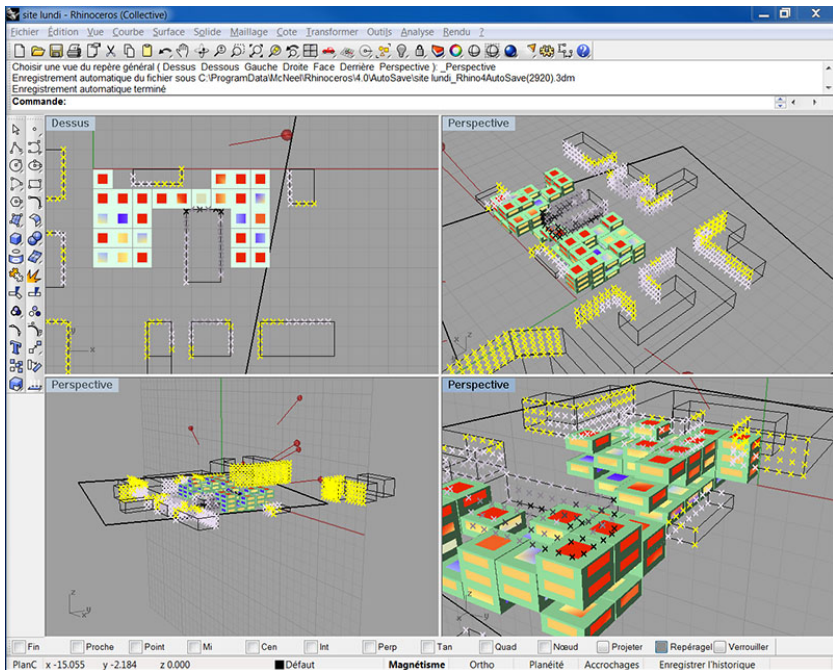 site lundi - Rhinoceros (Collective)
Fichier Édition Vue Courbe Surface Solide Maillage Cote Transformer Outils Analyse Rendu ?
Choisir une vue du repère général ( Dessus Dessous Gauche Droite Face Derrière Perspective ): _Perspective
Enregistrement automatique du fichier sous C:\ProgramData\McNeel\Rhinoceros\4.0\AutoSave\site lundi_Rhino4AutoSave(2920).3dm
Enregistrement automatique terminé
Commande:
Dessus
Perspective
y
x
z
x
Perspective
Perspective
z
y
x
Fin Proche Point Mi Cen Int Perp Tan Quad Nœud Projeter Repéragel Verrouiller
PlanC x -15.055 y -2.184 z 0.000 Défaut Magnétisme Ortho Planéité Accrochages Enregistrer l'historique